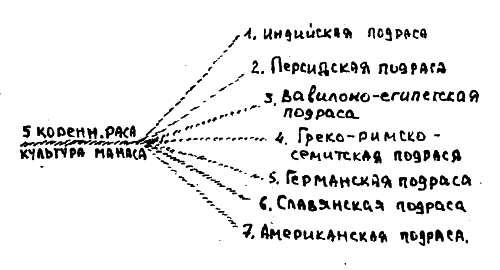 1. Индийская подраса
2. Персидская подраса
3. Вавилоно-египетская
подраса
5 коренн. раса
культура манаса
4. Греко-римско-
семитская подраса
5. Германская подраса
6. Славянская подраса
7. Американская подраса.